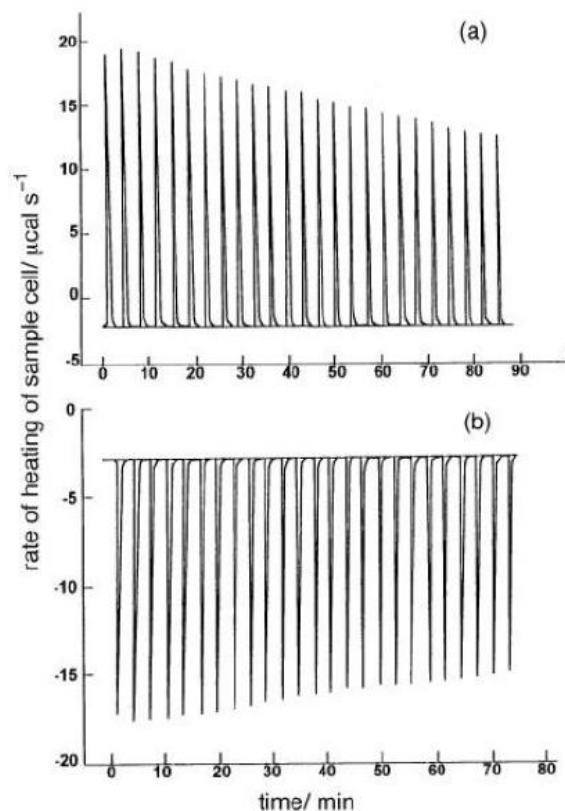 (a)
20
15
10
5
0
-5
0 10 20 30 40 50 60 70 80 90
rate of heating of sample cell/ μcal s⁻¹
0
(b)
-5
-10
-15
-20
0 10 20 30 40 50 60 70 80
time/ min